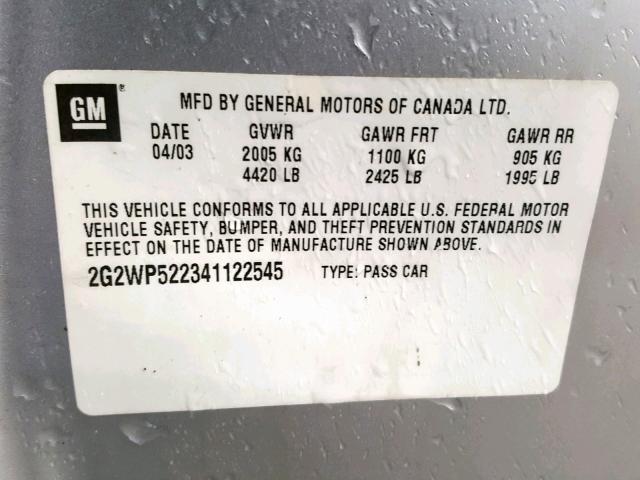 GM®
MFD BY GENERAL MOTORS OF CANADA LTD.
DATE GVWR GAWR FRT GAWR RR
04/03 2005 KG 1100 KG 905 KG
4420 LB 2425 LB 1995 LB
THIS VEHICLE CONFORMS TO ALL APPLICABLE U.S. FEDERAL MOTOR
VEHICLE SAFETY, BUMPER, AND THEFT PREVENTION STANDARDS IN
EFFECT ON THE DATE OF MANUFACTURE SHOWN ABOVE.
2G2WP522341122545 TYPE: PASS CAR